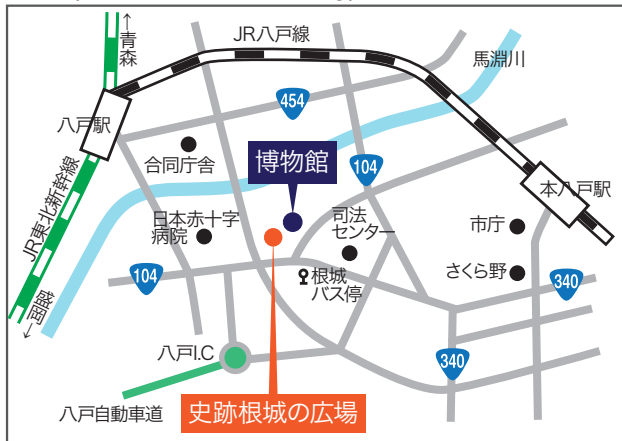 ←青森
JR八戸線
馬淵川
454
八戸駅
合同庁舎
博物館
104
本八戸駅
JR東北新幹線
日本赤十字
病院
司法
センター
市庁
さくら野
104
根城
バス停
340
←盛岡
八戸I.C
340
八戸自動車道
史跡根城の広場